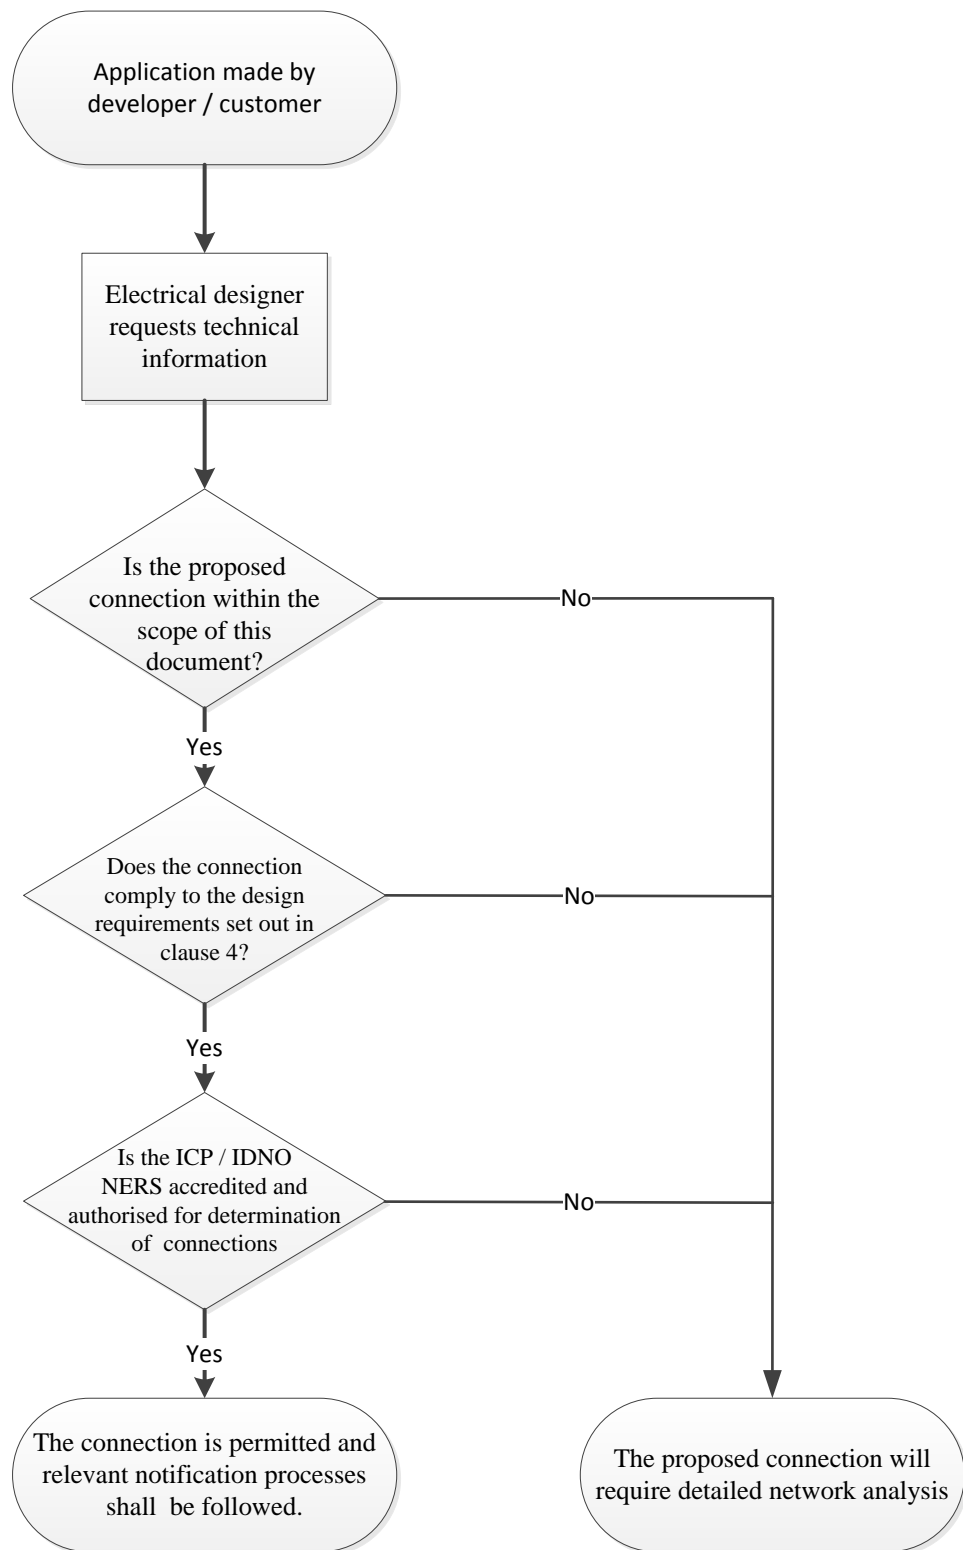 Application made by
developer / customer
Electrical designer
requests technical
information
Is the proposed
connection within the
scope of this
document?
No
Yes
Does the connection
comply to the design
requirements set out in
clause 4?
No
Yes
Is the ICP / IDNO
NERS accredited and
authorised for determination
of connections
No
Yes
The connection is permitted and
relevant notification processes
shall be followed.
The proposed connection will
require detailed network analysis